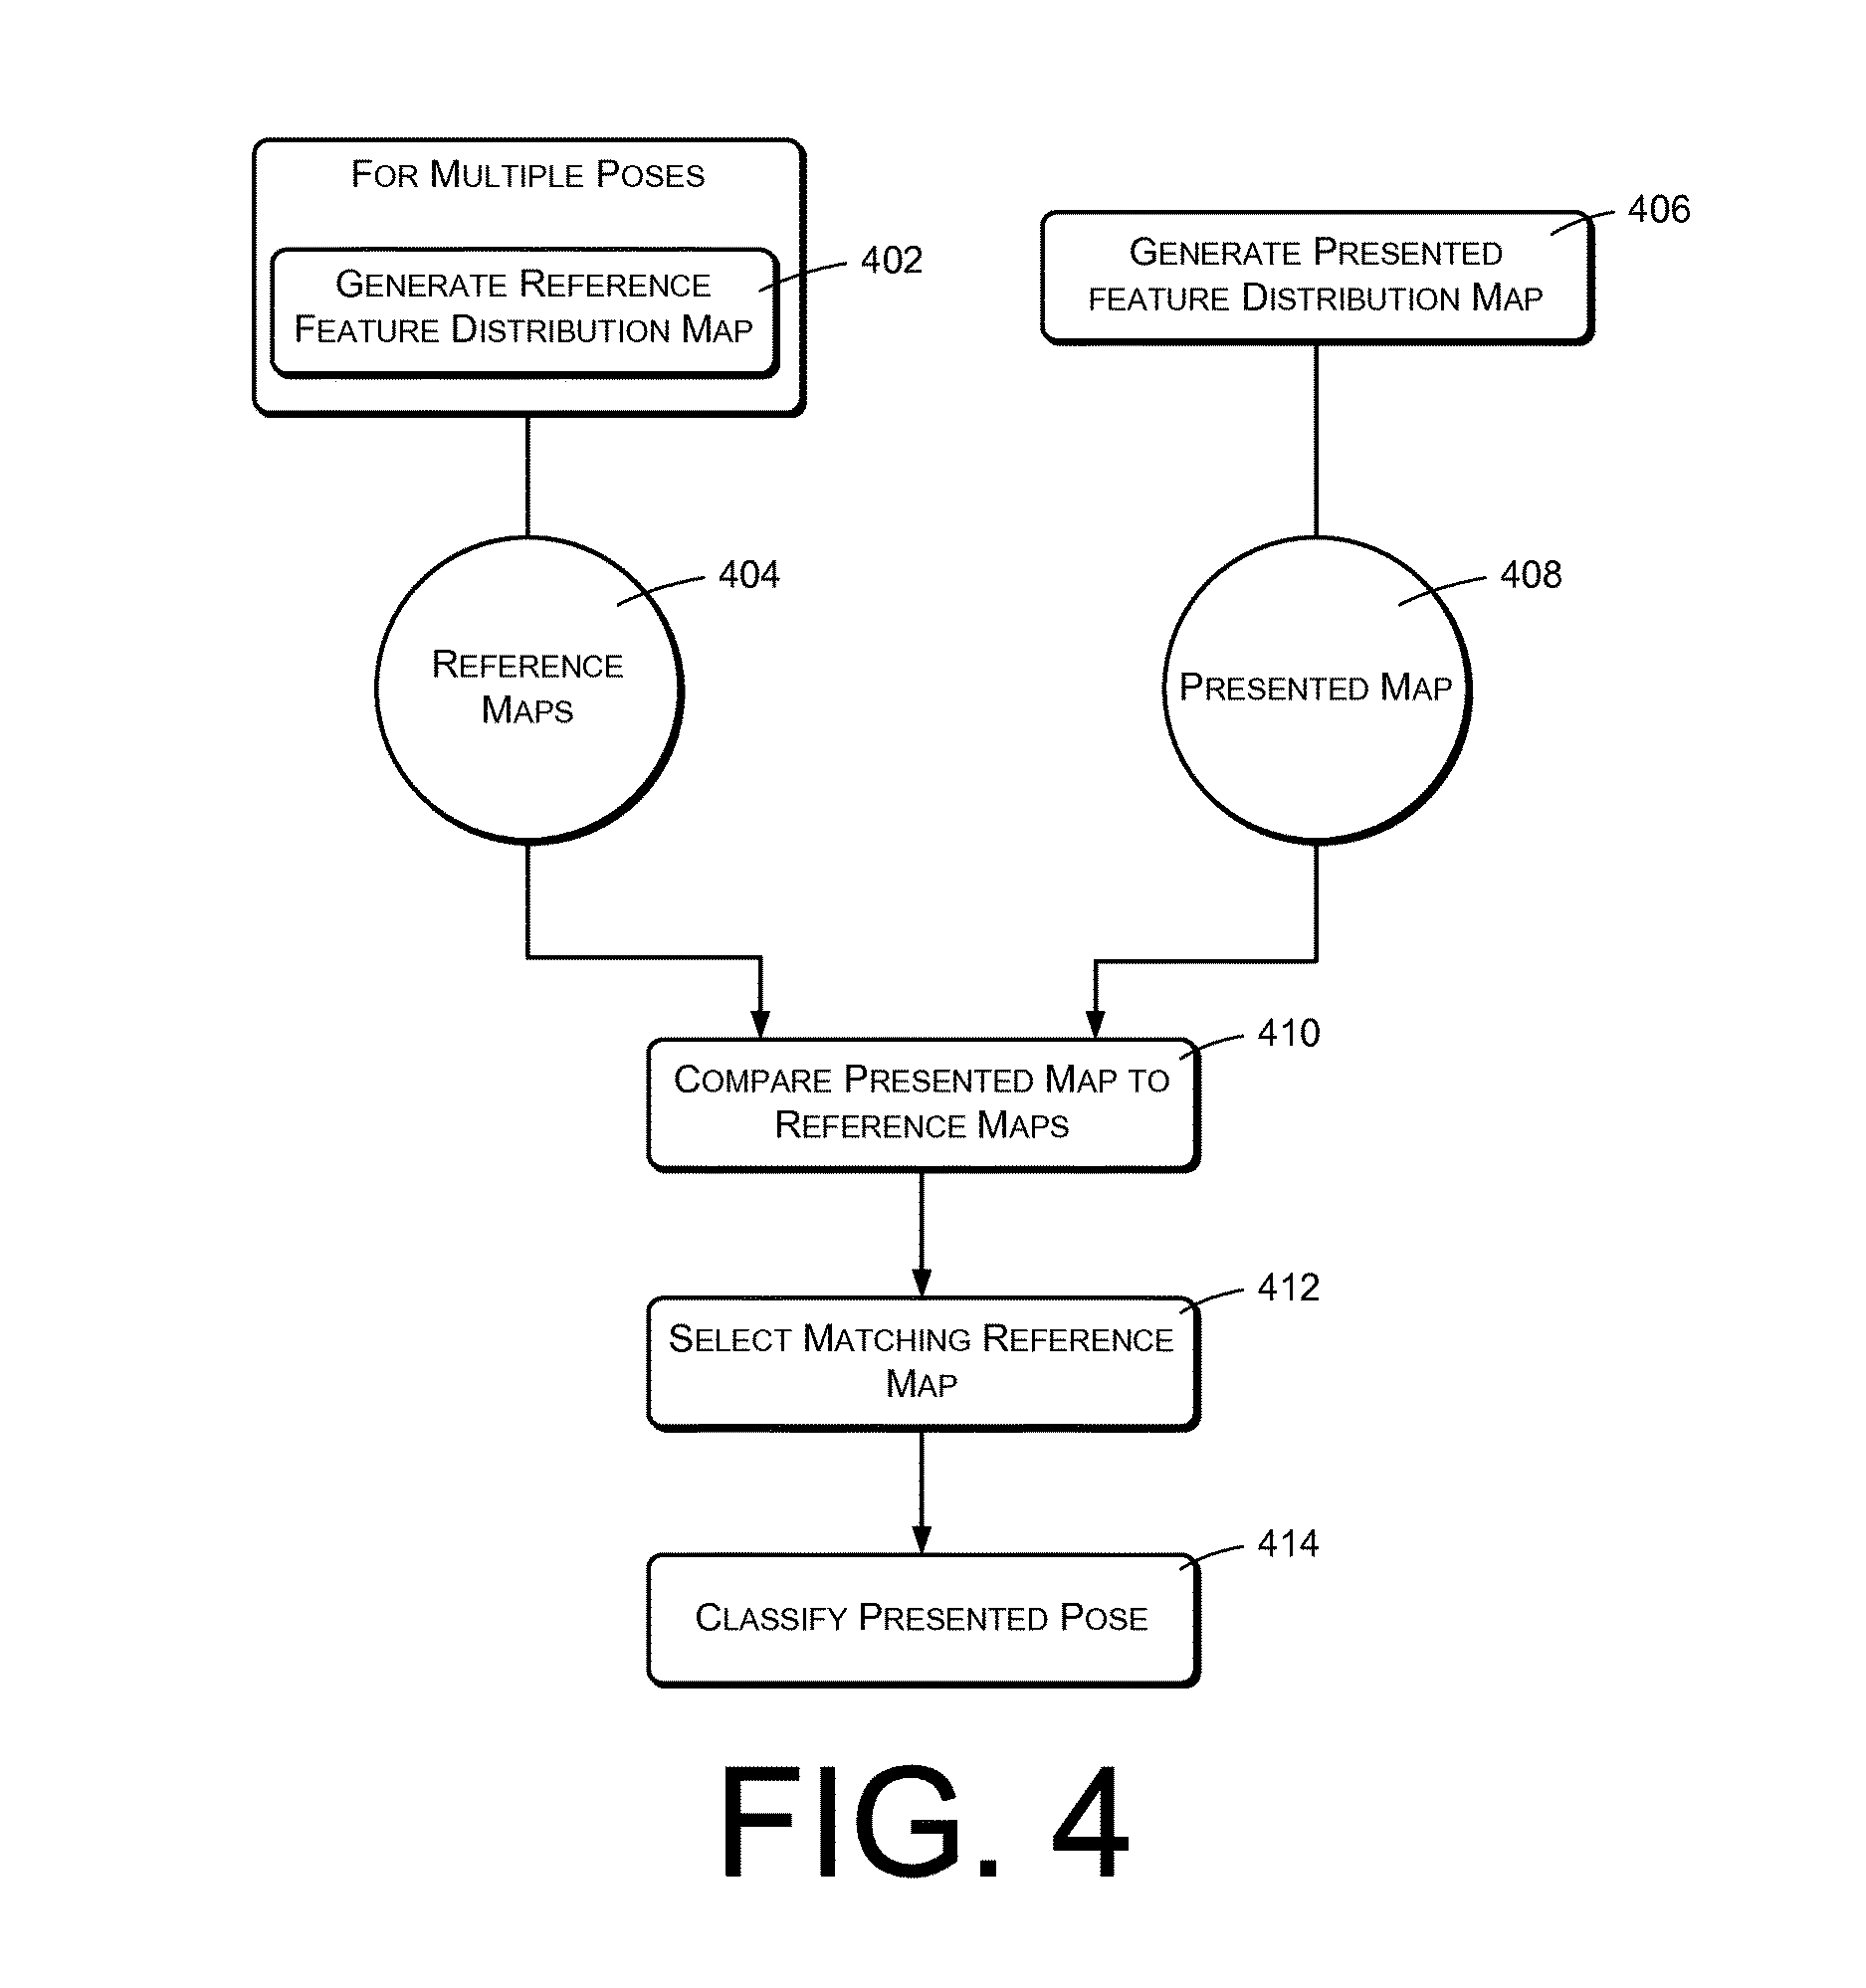 FOR MULTIPLE POSES
GENERATE REFERENCE
FEATURE DISTRIBUTION MAP
402
GENERATE PRESENTED
FEATURE DISTRIBUTION MAP
406
REFERENCE
MAPS
404
PRESENTED MAP
408
COMPARE PRESENTED MAP TO
REFERENCE MAPS
410
SELECT MATCHING REFERENCE
MAP
412
CLASSIFY PRESENTED POSE
414
FIG. 4